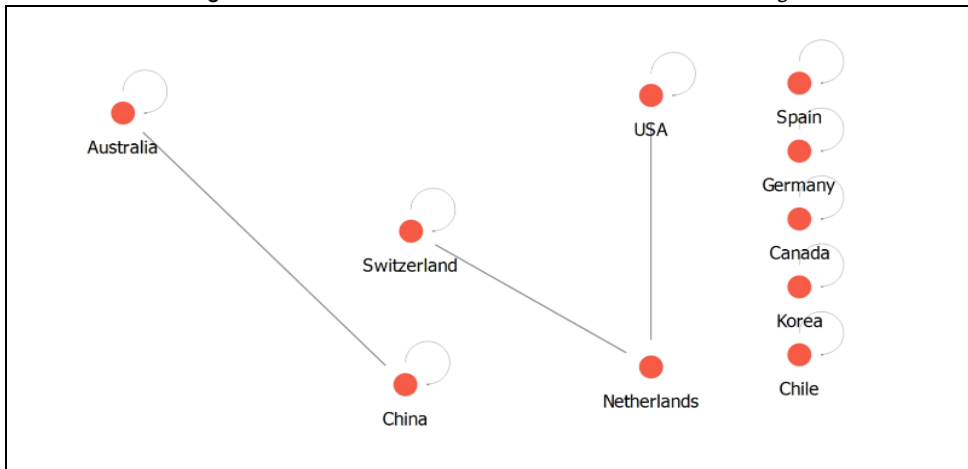 Australia
USA
Spain
Germany
Switzerland
Canada
Korea
China
Netherlands
Chile